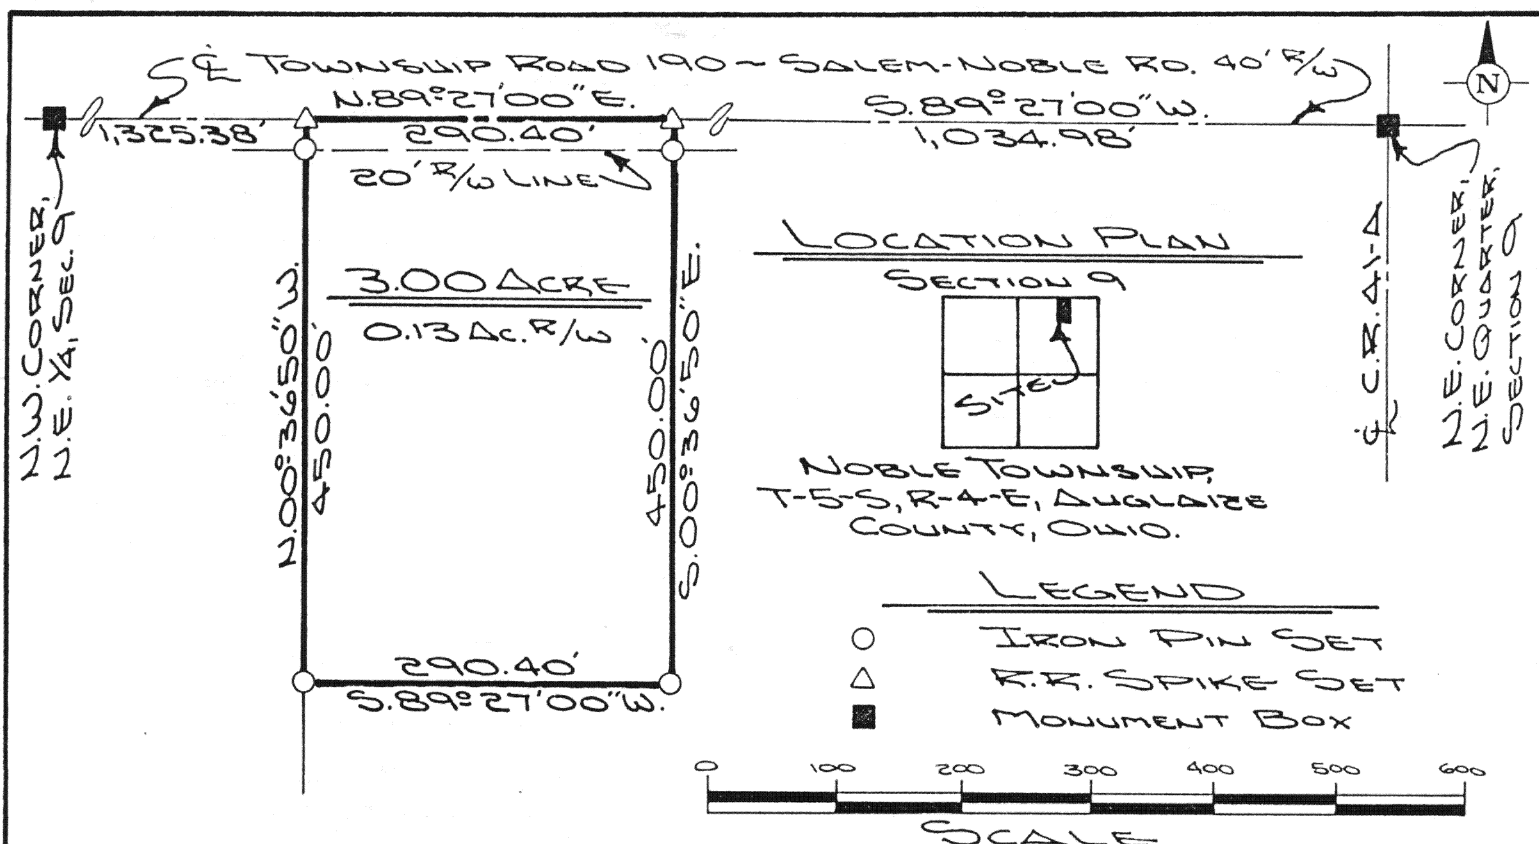 ℄ TOWNSHIP ROAD 190 ~ SALEM-NOBLE RD. 40' R/W
N
N.89°27'00"E.
S.89°27'00"W.
1,325.38'
290.40'
1,034.98'
20' R/W LINE
N.W. CORNER,
N.E. 1/4, SEC. 9
3.00 ACRE
0.13 AC. R/W
N.00°36'50"W.
450.00'
450.00'
S.00°36'50"E.
290.40'
S.89°27'00"W.
LOCATION PLAN
SECTION 9
SITE
NOBLE TOWNSHIP,
T-5-S, R-4-E, AUGLAIZE
COUNTY, OHIO.
℄ C.R. 41-A
N.E. CORNER,
N.E. QUARTER,
SECTION 9
LEGEND
IRON PIN SET
R.R. SPIKE SET
MONUMENT BOX
0 100 200 300 400 500 600
SCALE